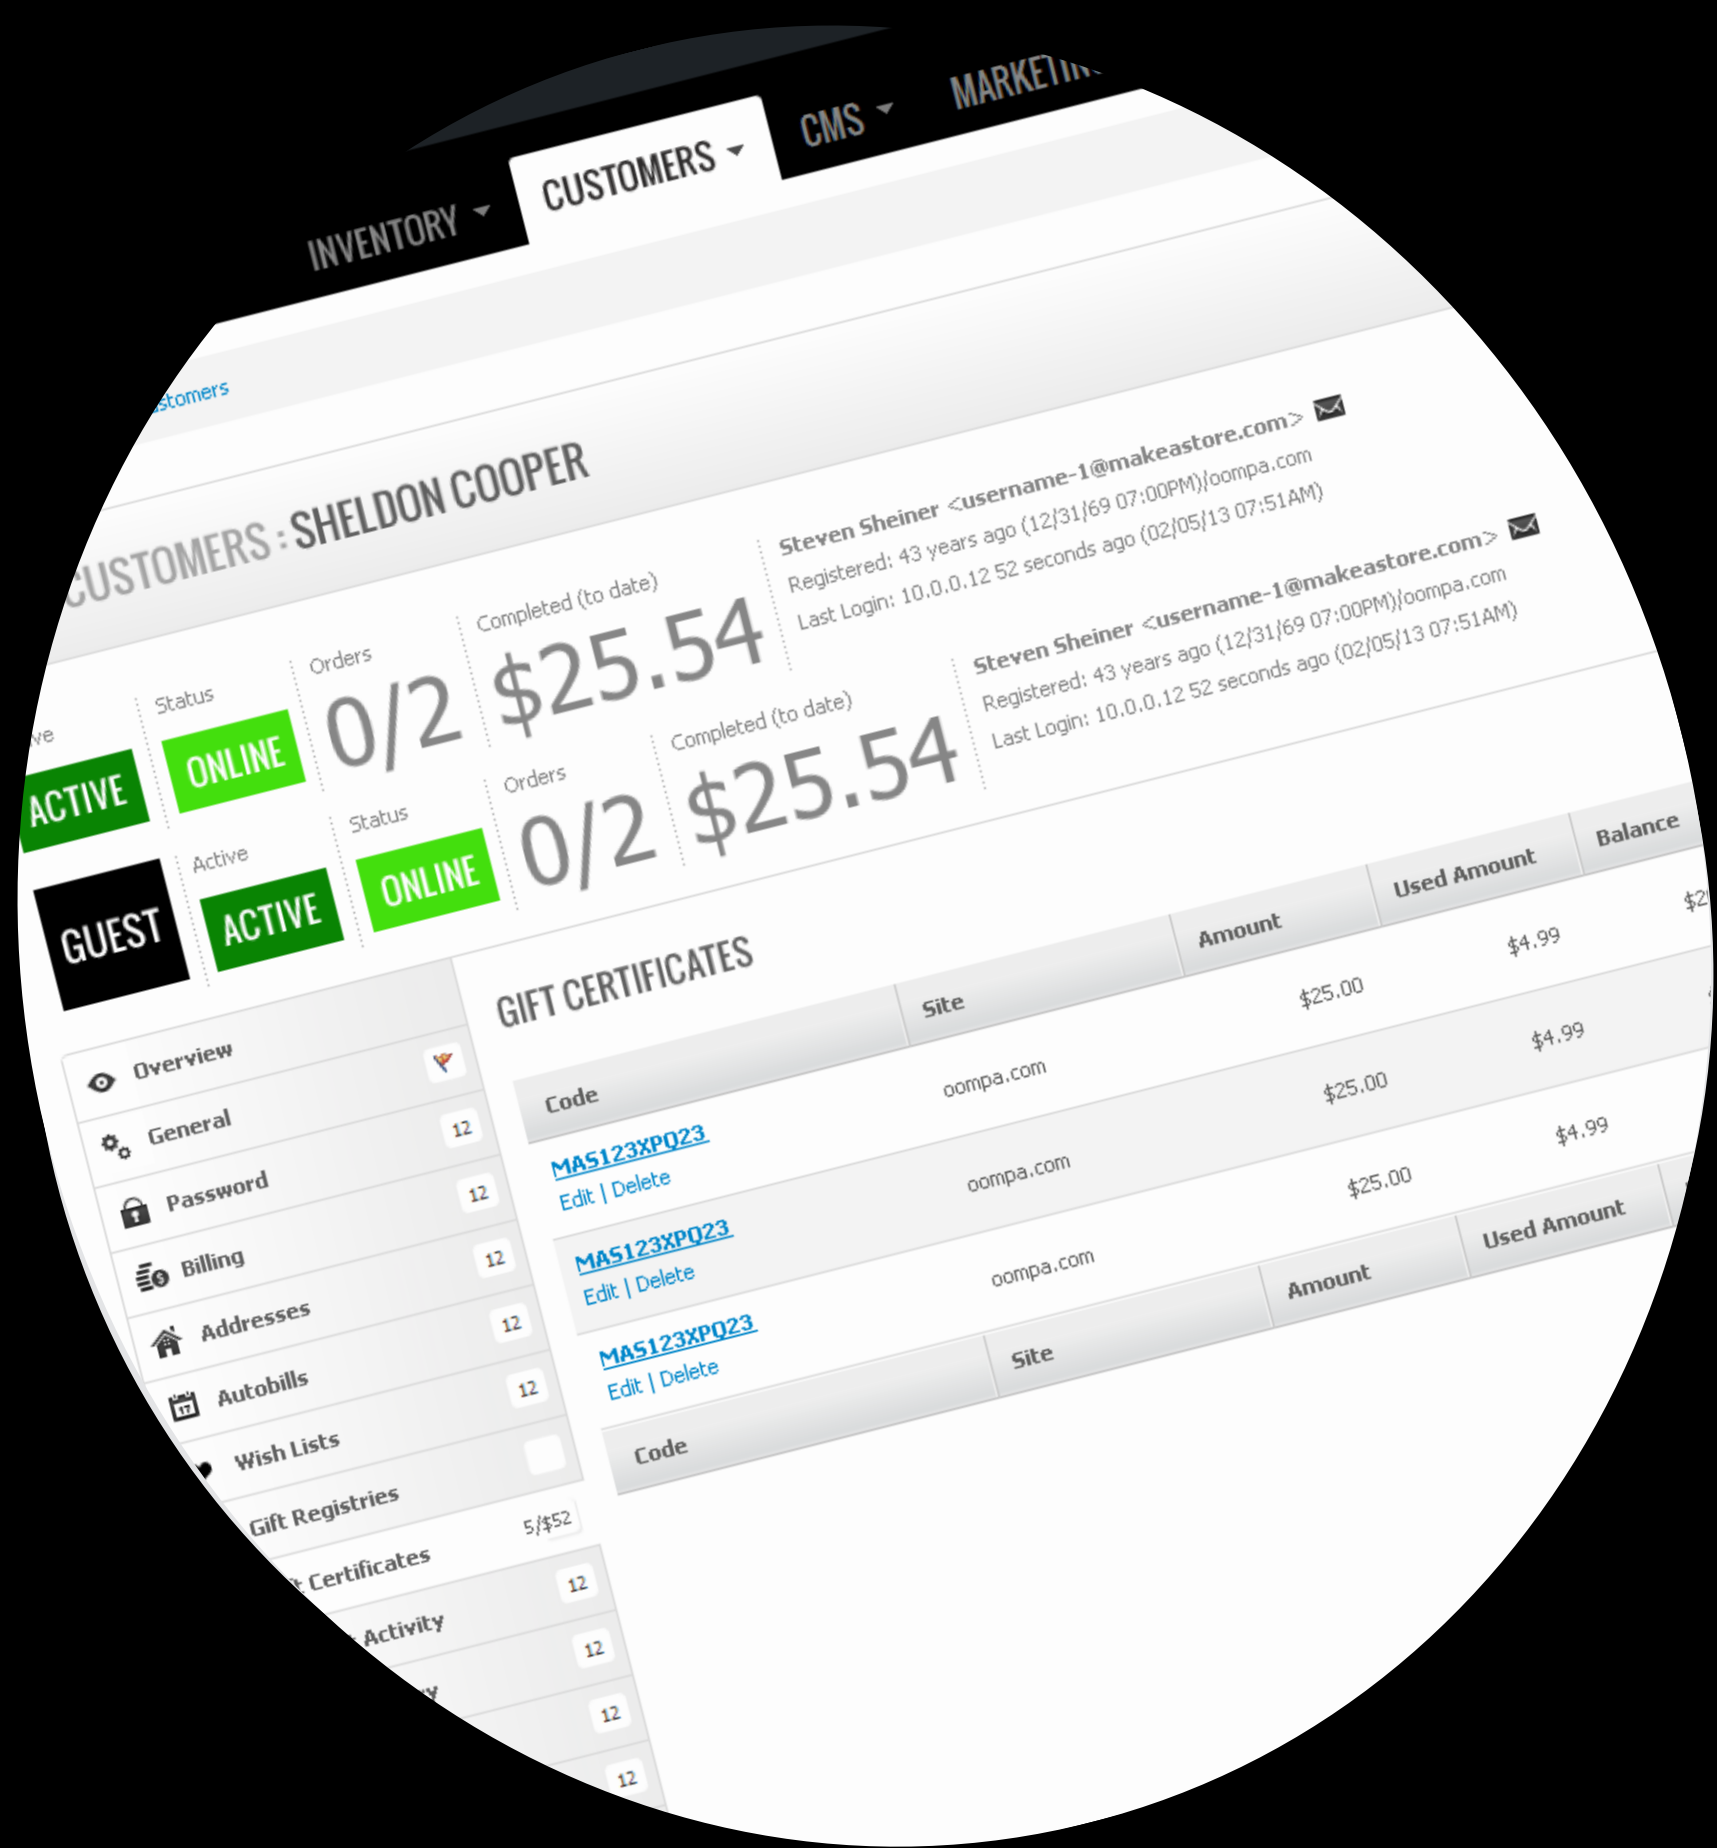 INVENTORY
CUSTOMERS
CMS
CUSTOMERS : SHELDON COOPER
Status
Orders
Completed (to date)
ACTIVE
ONLINE
0/2
$25.54
Steven Sheiner <username-1@makeastore.com>
Registered: 43 years ago (12/31/69 07:00PM)/oompa.com
Last Login: 10.0.0.12 52 seconds ago (02/05/13 07:51AM)
GUEST
Active
Status
Orders
Completed (to date)
ACTIVE
ONLINE
0/2
$25.54
Steven Sheiner <username-1@makeastore.com>
Registered: 43 years ago (12/31/69 07:00PM)/oompa.com
Last Login: 10.0.0.12 52 seconds ago (02/05/13 07:51AM)
Overview
General
Password 12
Billing 12
Addresses 12
17
Autobills 12
Wish Lists 12
Gift Registries
Certificates 5/$52
Activity 12
12
12
12
GIFT CERTIFICATES
Code Site Amount Used Amount Balance
MAS123XPQ23 oompa.com $25.00 $4.99
Edit | Delete
MAS123XPQ23 oompa.com $25.00 $4.99
Edit | Delete
MAS123XPQ23 oompa.com $25.00 $4.99
Edit | Delete
Code Site Amount Used Amount